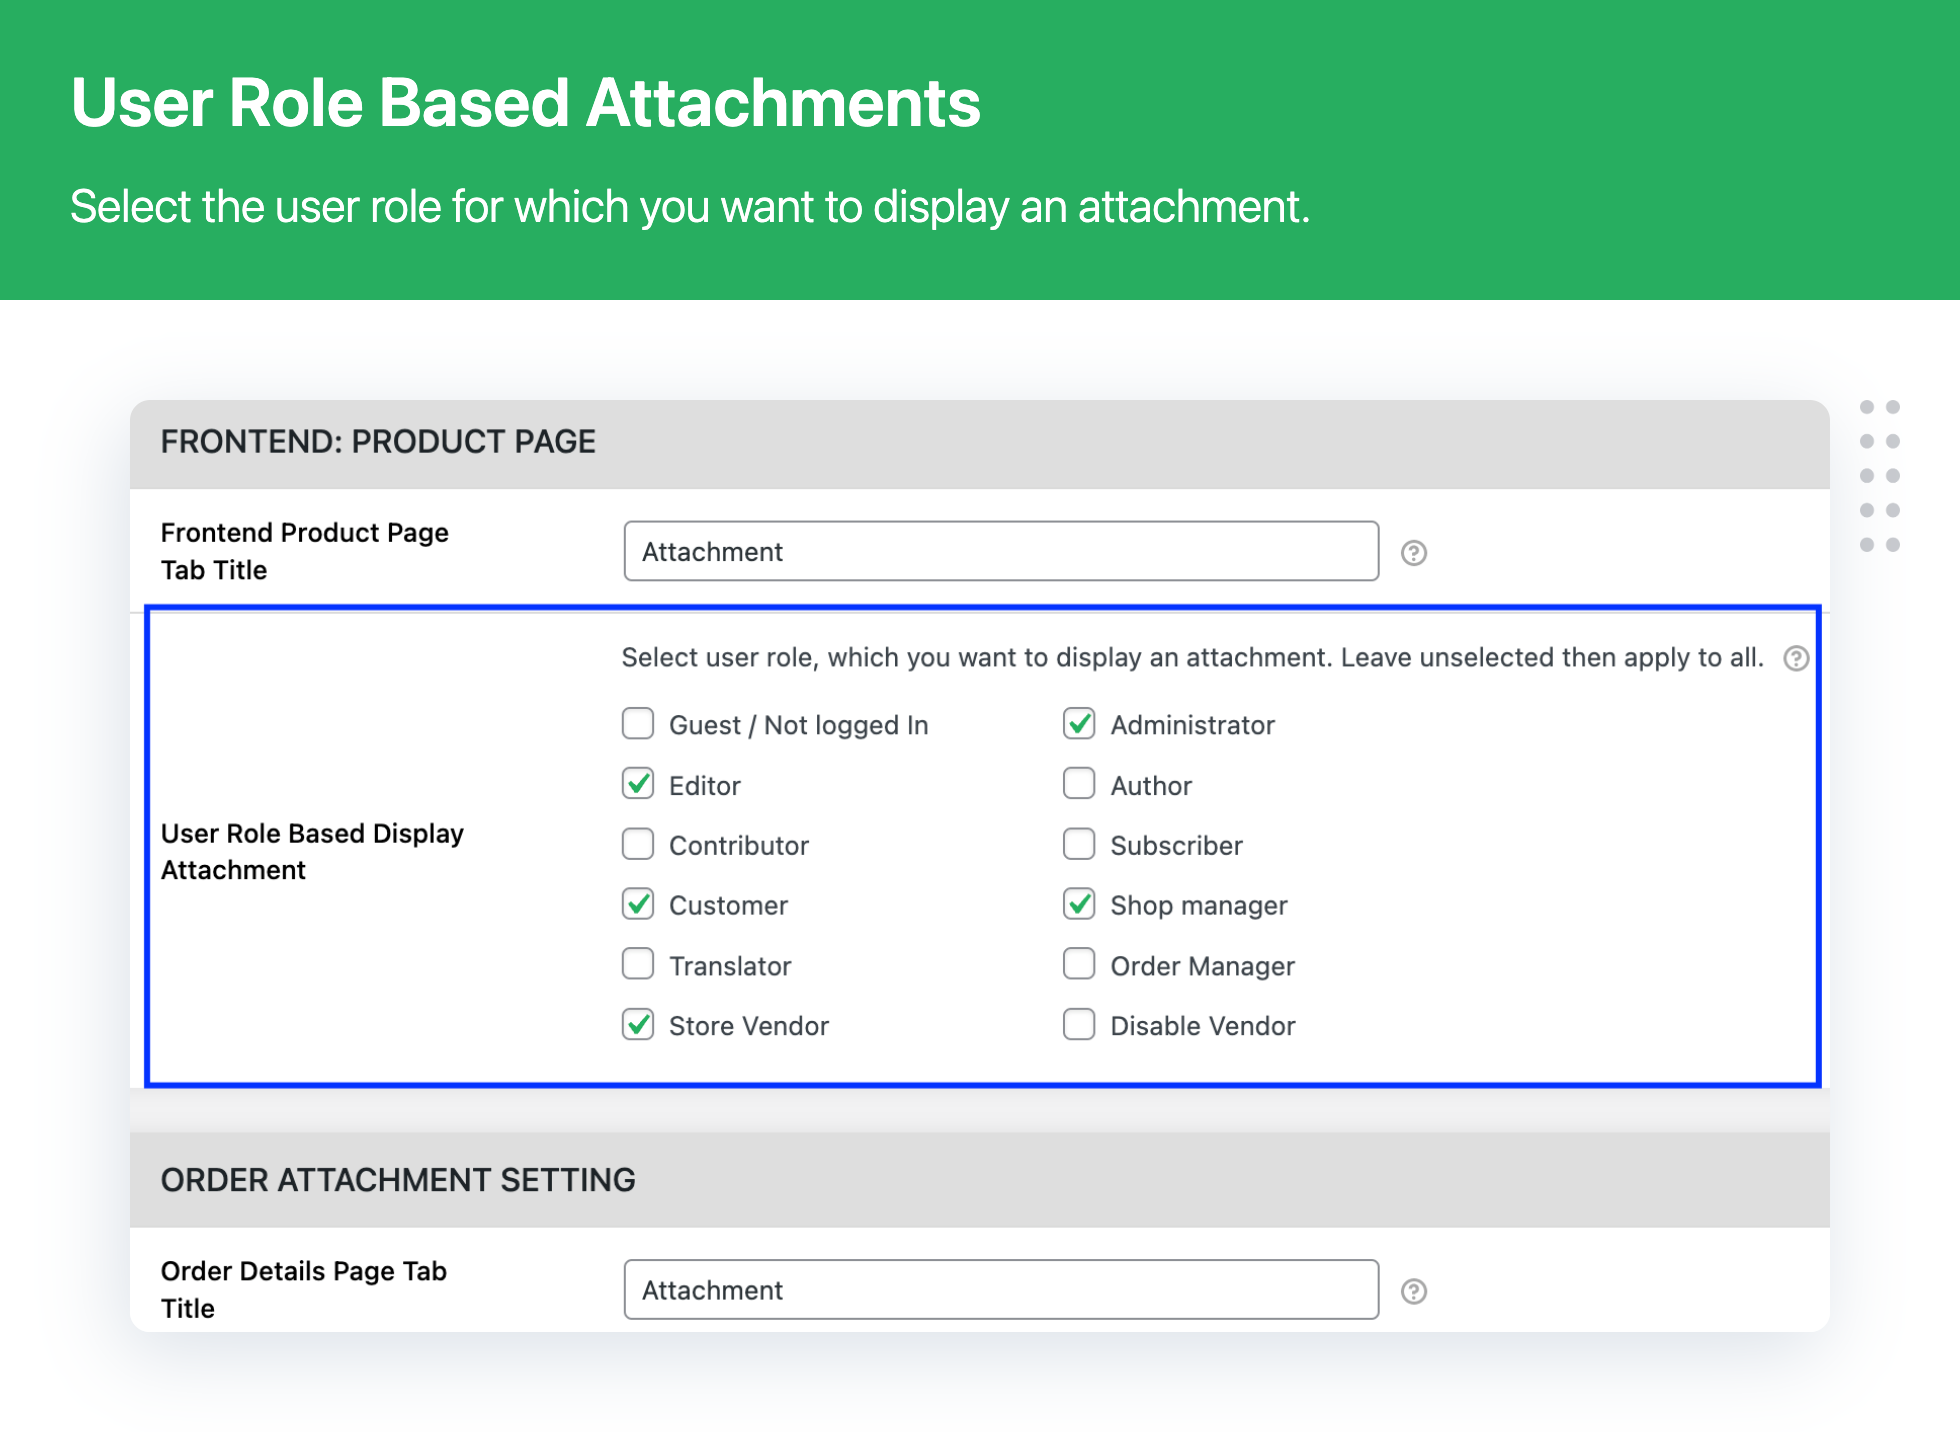 User Role Based Attachments
Select the user role for which you want to display an attachment.
FRONTEND: PRODUCT PAGE
Frontend Product Page
Tab Title
Attachment
Select user role, which you want to display an attachment. Leave unselected then apply to all.
User Role Based Display
Attachment
Guest / Not logged In
Administrator
Editor
Author
Contributor
Subscriber
Customer
Shop manager
Translator
Order Manager
Store Vendor
Disable Vendor
ORDER ATTACHMENT SETTING
Order Details Page Tab
Title
Attachment